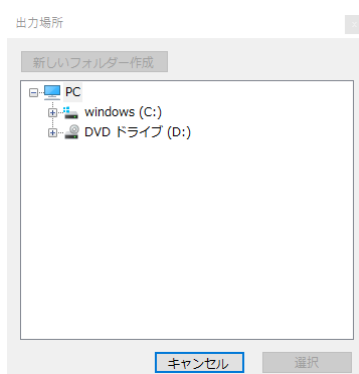 出力場所
新しいフォルダー作成
PC
windows (C:)
DVD ドライブ (D:)
キャンセル
選択